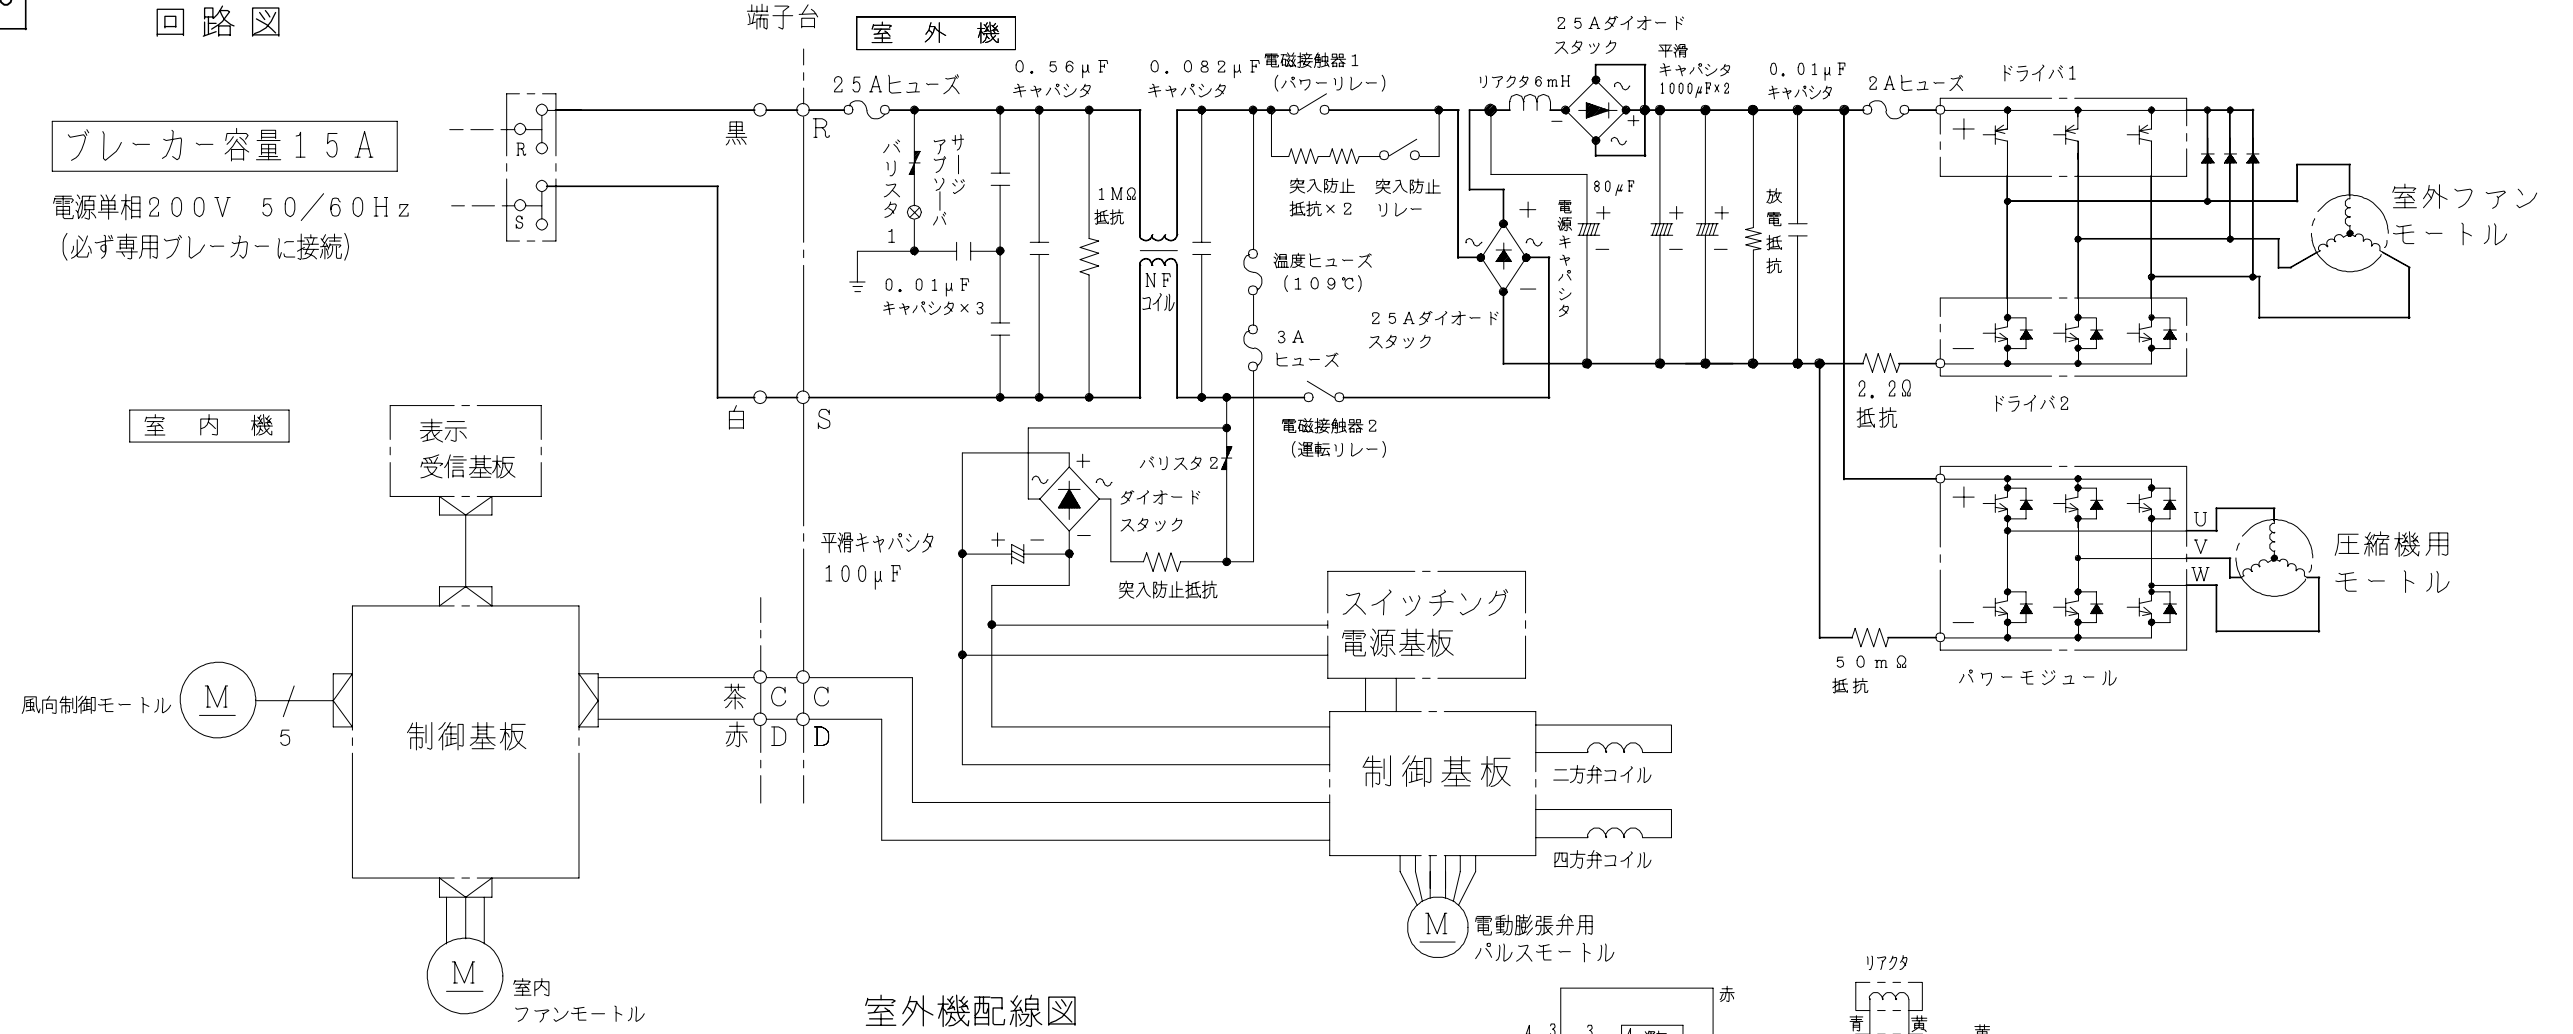 回路図
端子台
室外機
ブレーカー容量15A
電源単相200V 50/60Hz
(必ず専用ブレーカーに接続)
R
S
黒
R
白
S
25Aヒューズ
バリスタ1
サージ
アブソーバ
0.01μF
キャパシタ×3
0.56μF
キャパシタ
1MΩ
抵抗
NF
コイル
0.082μF
キャパシタ
電磁接触器1
(パワーリレー)
突入防止
抵抗×2
突入防止
リレー
温度ヒューズ
(109℃)
3A
ヒューズ
電磁接触器2
(運転リレー)
25Aダイオード
スタック
リアクタ6mH
〜
−
+
〜
25Aダイオード
スタック
+
〜
〜
−
80μF
電源キャパシタ
+
−
平滑
キャパシタ
1000μF×2
+
−
+
−
放電抵抗
0.01μF
キャパシタ
2Aヒューズ
ドライバ1
+
−
ドライバ2
2.2Ω
抵抗
室外ファン
モートル
+
−
U
V
W
圧縮機用
モートル
50mΩ
抵抗
パワーモジュール
バリスタ2
+
〜
〜
−
ダイオード
スタック
+
−
平滑キャパシタ
100μF
突入防止抵抗
スイッチング
電源基板
制御基板
二方弁コイル
四方弁コイル
M
電動膨張弁用
パルスモートル
室内機
表示
受信基板
制御基板
風向制御モートル
M
5
茶
C
C
赤
D
D
M
室内
ファンモートル
室外機配線図
赤
4
3
3
リアクタ
青
黄